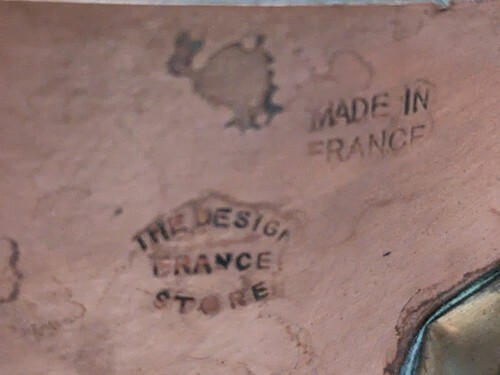 MADE IN
FRANCE
THE DESIGN
FRANCE
STORE